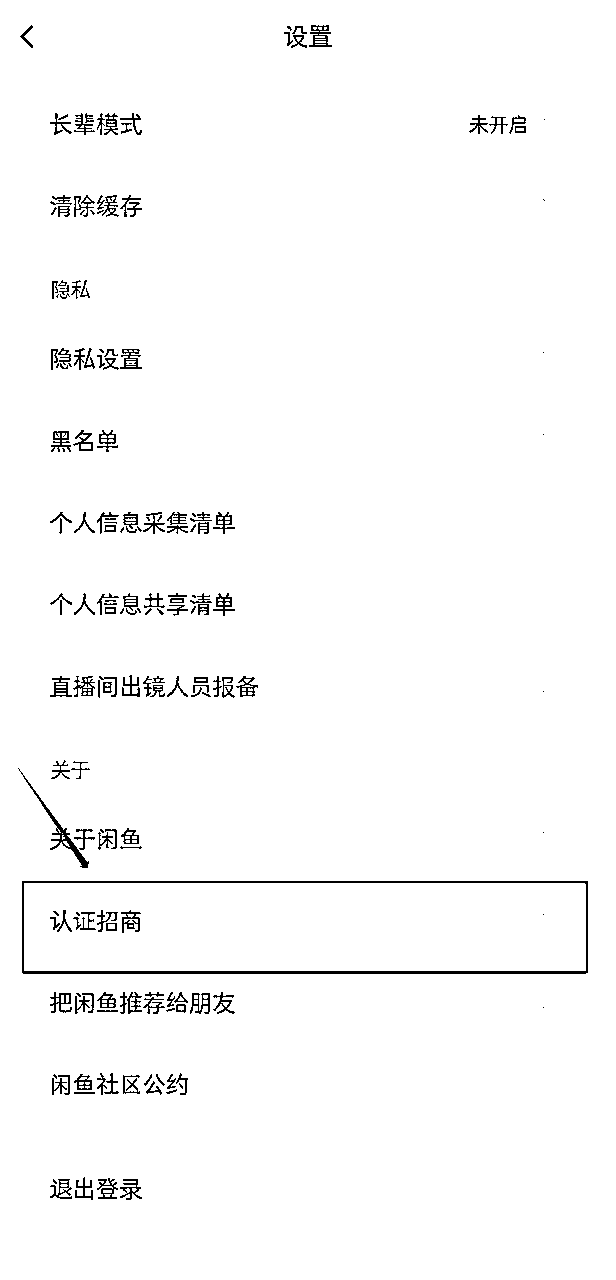 设置
长辈模式 未开启
清除缓存
隐私
隐私设置
黑名单
个人信息采集清单
个人信息共享清单
直播间出镜人员报备
关于
关于闲鱼
认证招商
把闲鱼推荐给朋友
闲鱼社区公约
退出登录